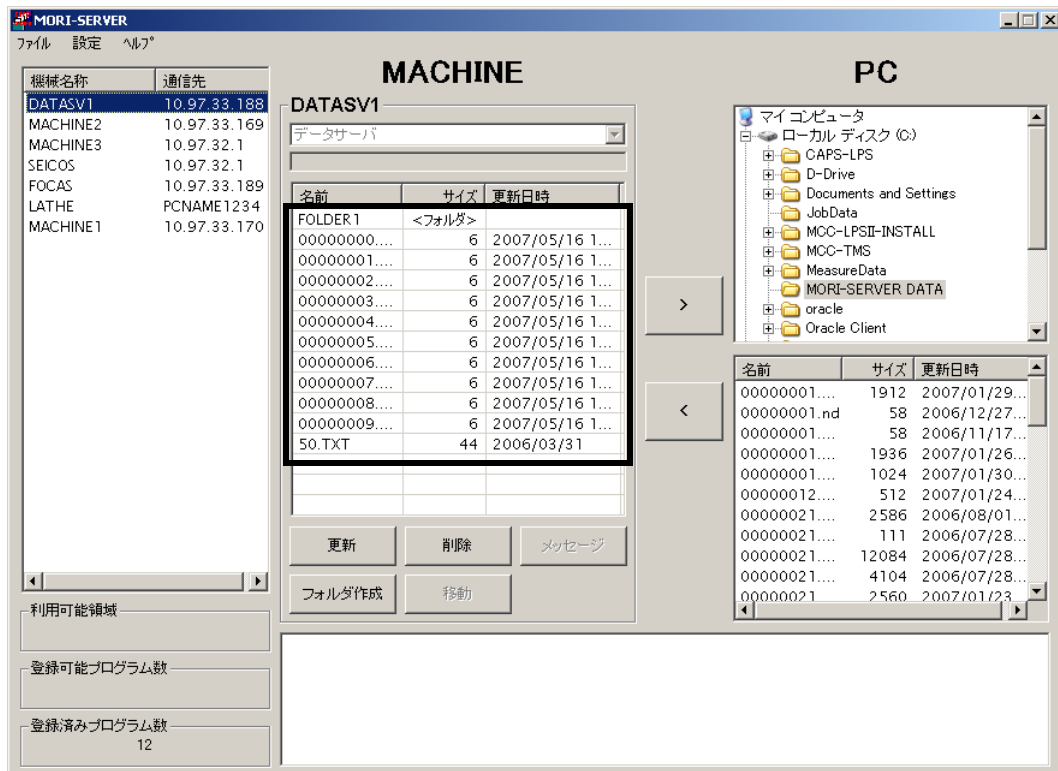 MORI-SERVER
ﾌｧｲﾙ 設定 ﾍﾙﾌﾟ
機械名称 通信先
DATASV1 10.97.33.188
MACHINE2 10.97.33.169
MACHINE3 10.97.32.1
SEICOS 10.97.32.1
FOCAS 10.97.33.189
LATHE PCNAME1234
MACHINE1 10.97.33.170
利用可能領域
登録可能プログラム数
登録済みプログラム数
12
MACHINE
DATASV1
データサーバ
名前 サイズ 更新日時
FOLDER1 <フォルダ>
00000000.... 6 2007/05/16 1...
00000001.... 6 2007/05/16 1...
00000002.... 6 2007/05/16 1...
00000003.... 6 2007/05/16 1...
00000004.... 6 2007/05/16 1...
00000005.... 6 2007/05/16 1...
00000006.... 6 2007/05/16 1...
00000007.... 6 2007/05/16 1...
00000008.... 6 2007/05/16 1...
00000009.... 6 2007/05/16 1...
50.TXT 44 2006/03/31
更新 削除 メッセージ
フォルダ作成 移動
>
<
PC
マイ コンピュータ
ローカル ディスク (C:)
CAPS-LPS
D-Drive
Documents and Settings
JobData
MCC-LPSII-INSTALL
MCC-TMS
MeasureData
MORI-SERVER DATA
oracle
Oracle Client
名前 サイズ 更新日時
00000001.... 1912 2007/01/29...
00000001.nd 58 2006/12/27...
00000001.... 58 2006/11/17...
00000001.... 1936 2007/01/26...
00000001.... 1024 2007/01/30...
00000012.... 512 2007/01/24...
00000021.... 2586 2006/08/01...
00000021.... 111 2006/07/28...
00000021.... 12084 2006/07/28...
00000021.... 4104 2006/07/28...
00000021 2560 2007/01/23